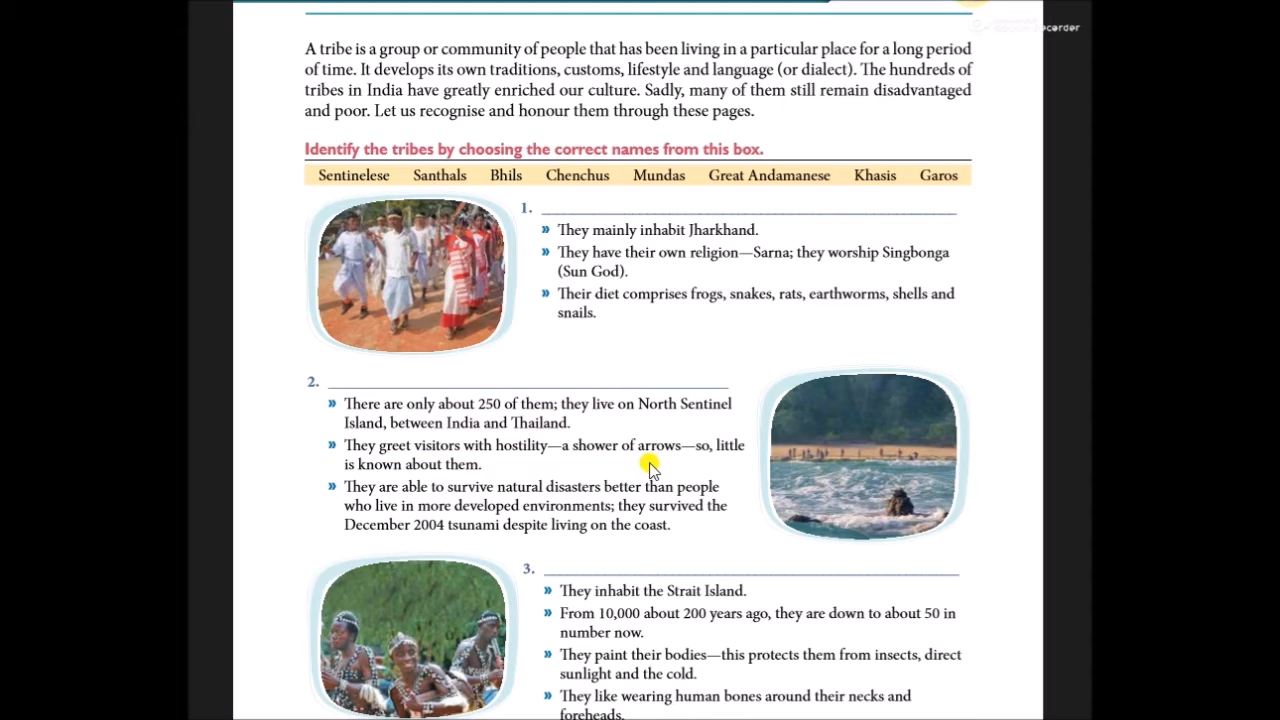 A tribe is a group or community of people that has been living in a particular place for a long period
of time. It develops its own traditions, customs, lifestyle and language (or dialect). The hundreds of
tribes in India have greatly enriched our culture. Sadly, many of them still remain disadvantaged
and poor. Let us recognise and honour them through these pages.
Identify the tribes by choosing the correct names from this box.
Sentinelese Santhals Bhils Chenchus Mundas Great Andamanese Khasis Garos
1.
» They mainly inhabit Jharkhand.
» They have their own religion—Sarna; they worship Singbonga
(Sun God).
» Their diet comprises frogs, snakes, rats, earthworms, shells and
snails.
2.
» There are only about 250 of them; they live on North Sentinel
Island, between India and Thailand.
» They greet visitors with hostility—a shower of arrows—so, little
is known about them.
» They are able to survive natural disasters better than people
who live in more developed environments; they survived the
December 2004 tsunami despite living on the coast.
3.
» They inhabit the Strait Island.
» From 10,000 about 200 years ago, they are down to about 50 in
number now.
» They paint their bodies—this protects them from insects, direct
sunlight and the cold.
» They like wearing human bones around their necks and
foreheads.